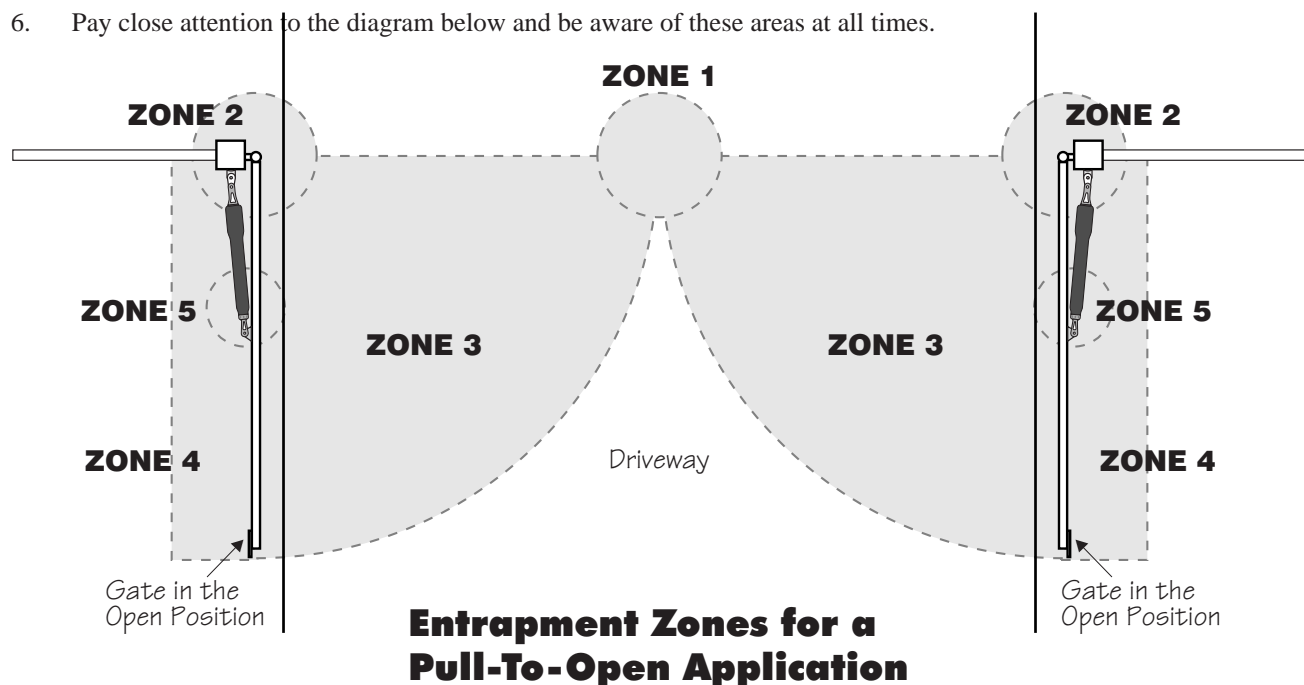 6. Pay close attention to the diagram below and be aware of these areas at all times.
ZONE 1
ZONE 2
ZONE 2
ZONE 5
ZONE 5
ZONE 3
ZONE 3
ZONE 4
Driveway
ZONE 4
Gate in the
Open Position
Gate in the
Open Position
Entrapment Zones for a
Pull-To-Open Application